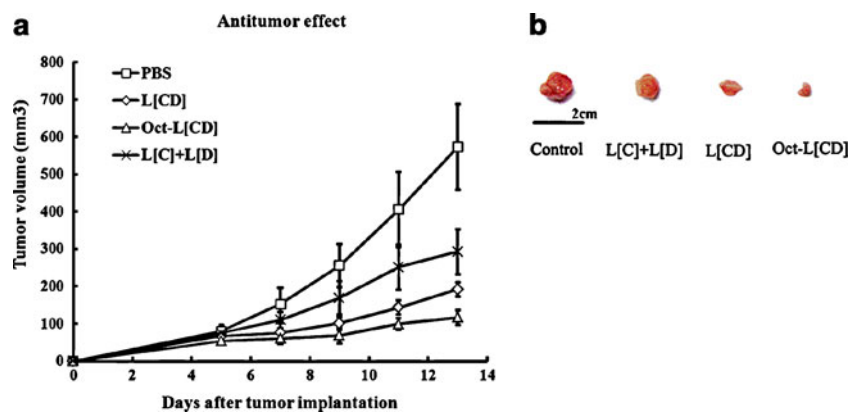 a
Antitumor effect
800
700
600
500
400
300
200
100
0
Tumor volume (mm3)
PBS
L[CD]
Oct-L[CD]
L[C]+L[D]
0 2 4 6 8 10 12 14
Days after tumor implantation
b
2cm
Control L[C]+L[D] L[CD] Oct-L[CD]